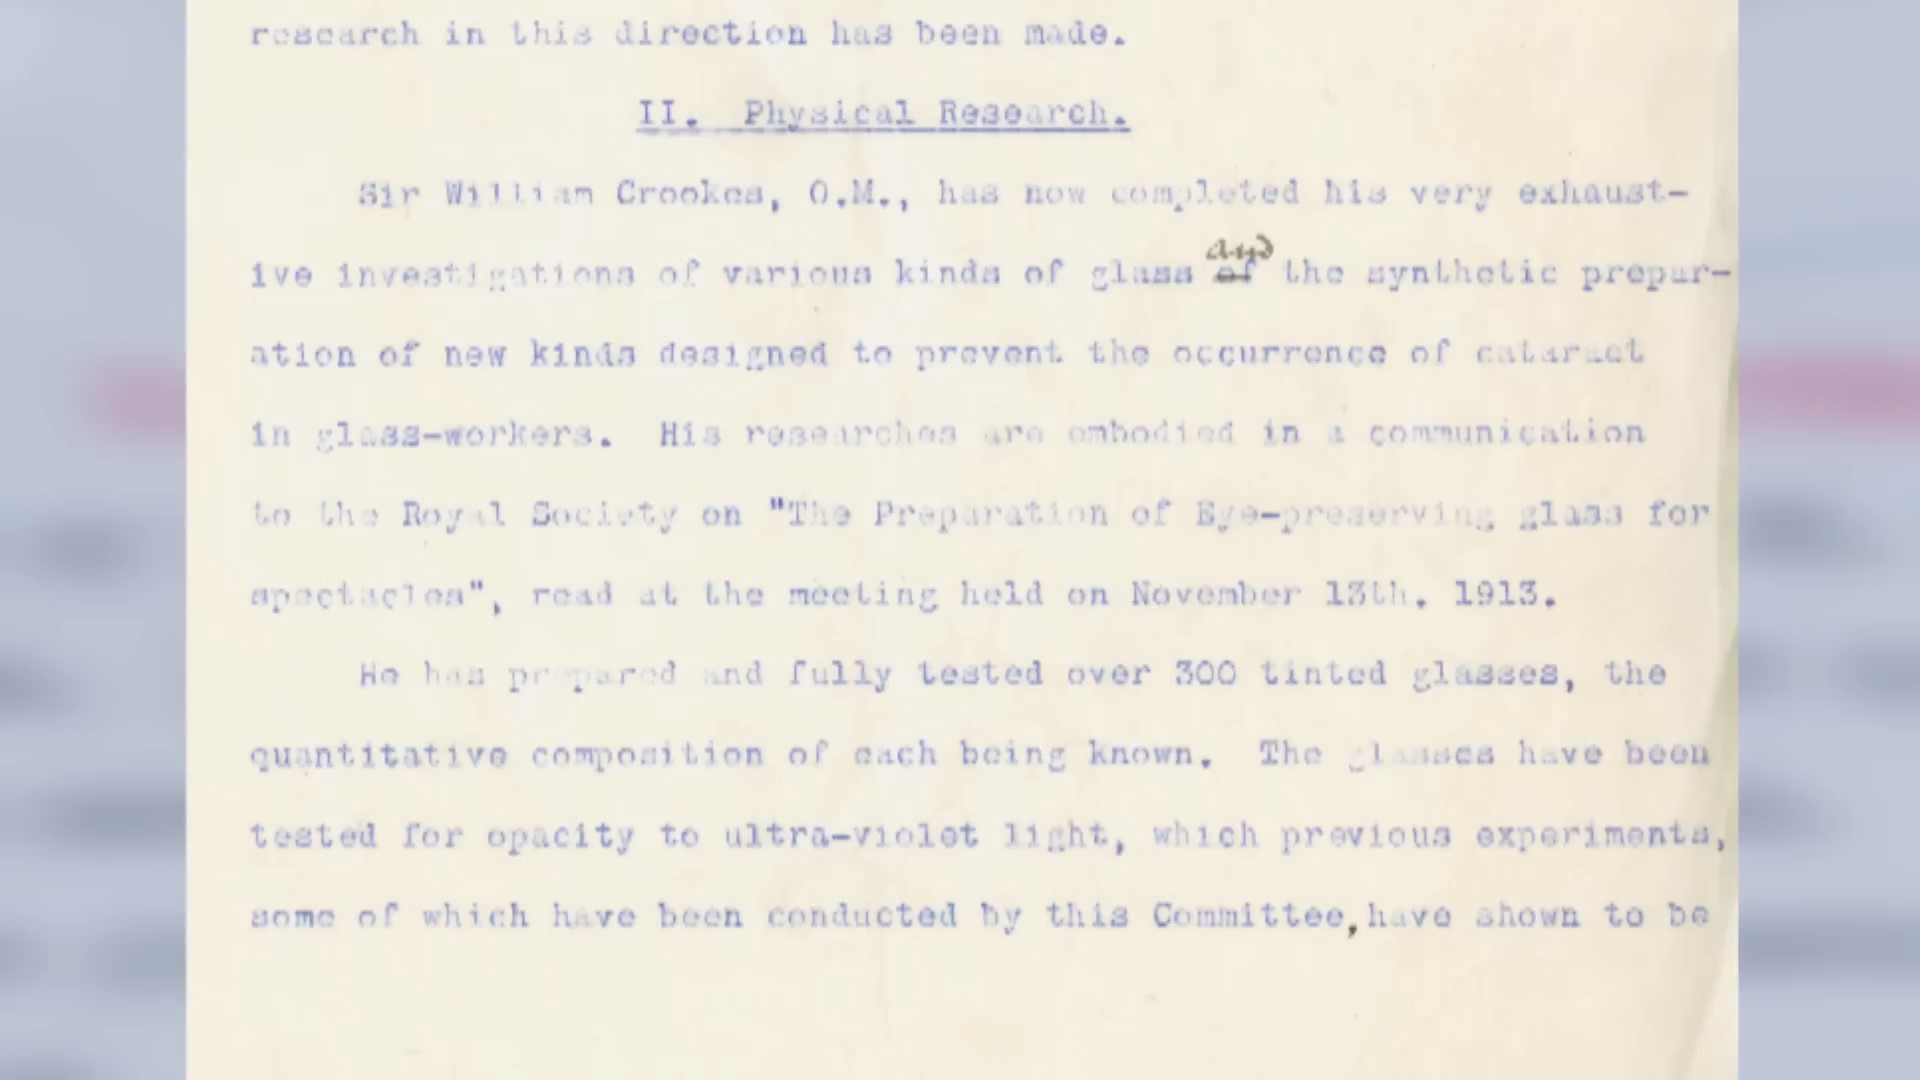 research in this direction has been made.
II. Physical Research.
Sir William Crookes, O.M., has now completed his very exhaust-
and
ive investigations of various kinds of glass of the synthetic prepar-
ation of new kinds designed to prevent the occurrence of cataract
in glass-workers. His researches are embodied in a communication
to the Royal Society on "The Preparation of Eye-preserving glass for
spectacles", read at the meeting held on November 13th. 1913.
He has prepared and fully tested over 300 tinted glasses, the
quantitative composition of each being known. The glasses have been
tested for opacity to ultra-violet light, which previous experiments,
some of which have been conducted by this Committee, have shown to be